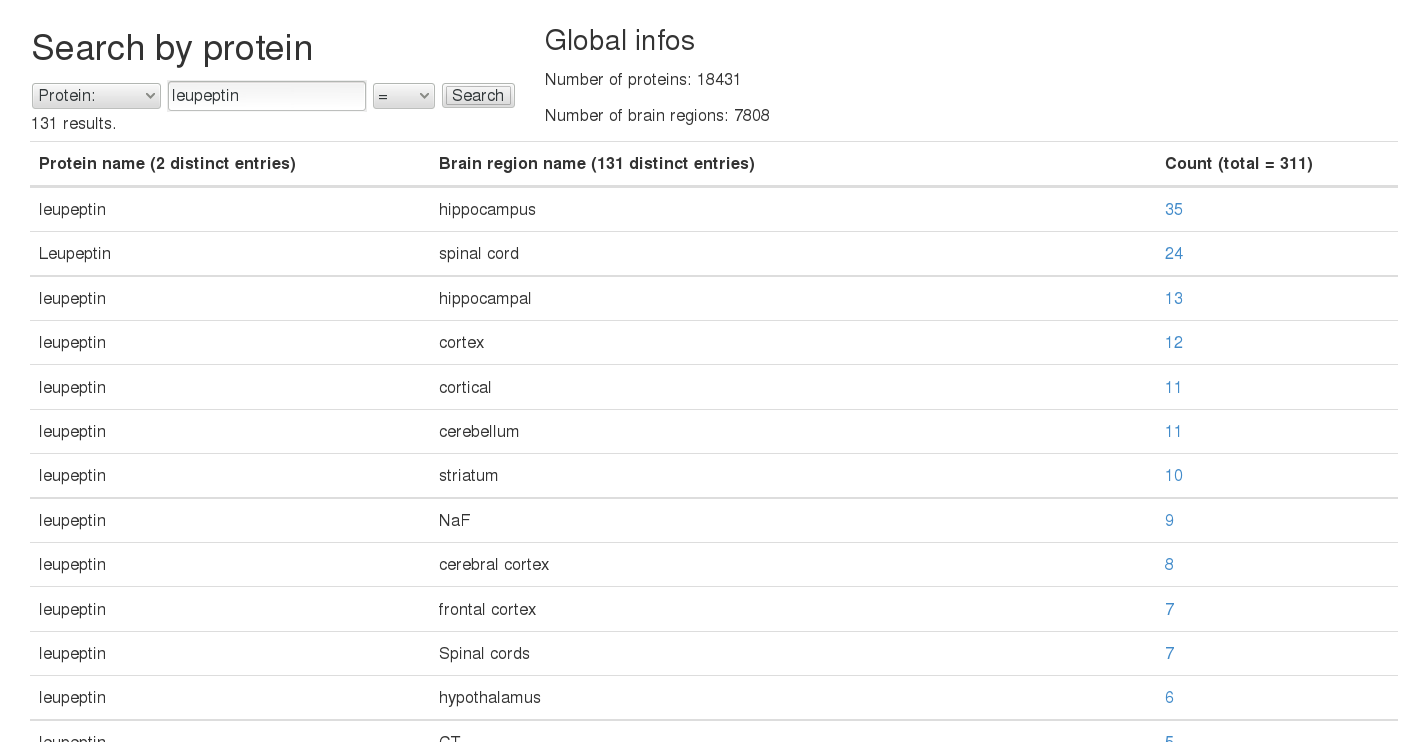 Search by protein
Protein: leupeptin = Search
131 results.
Global infos
Number of proteins: 18431
Number of brain regions: 7808
Protein name (2 distinct entries) Brain region name (131 distinct entries) Count (total = 311)
leupeptin hippocampus 35
Leupeptin spinal cord 24
leupeptin hippocampal 13
leupeptin cortex 12
leupeptin cortical 11
leupeptin cerebellum 11
leupeptin striatum 10
leupeptin NaF 9
leupeptin cerebral cortex 8
leupeptin frontal cortex 7
leupeptin Spinal cords 7
leupeptin hypothalamus 6
leupeptin